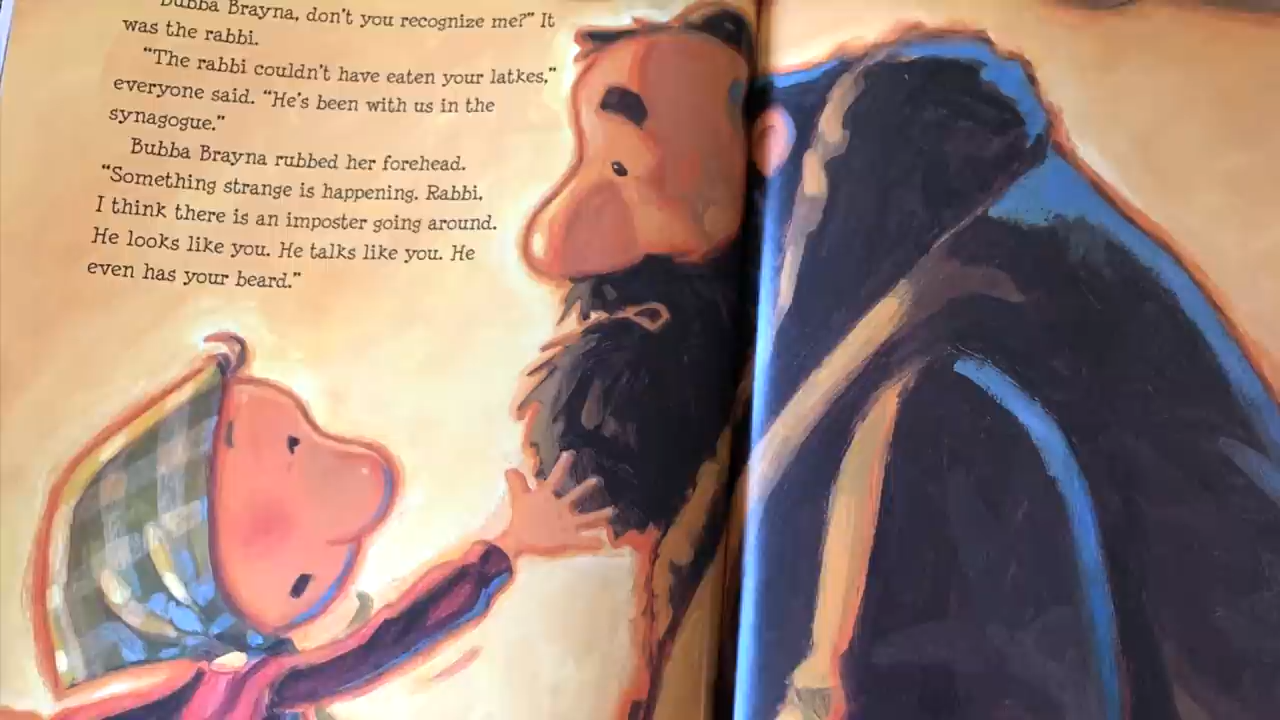 Bubba Brayna, don't you recognize me?" It
was the rabbi.
"The rabbi couldn't have eaten your latkes,"
everyone said. "He's been with us in the
synagogue."
Bubba Brayna rubbed her forehead.
"Something strange is happening. Rabbi,
I think there is an imposter going around.
He looks like you. He talks like you. He
even has your beard."